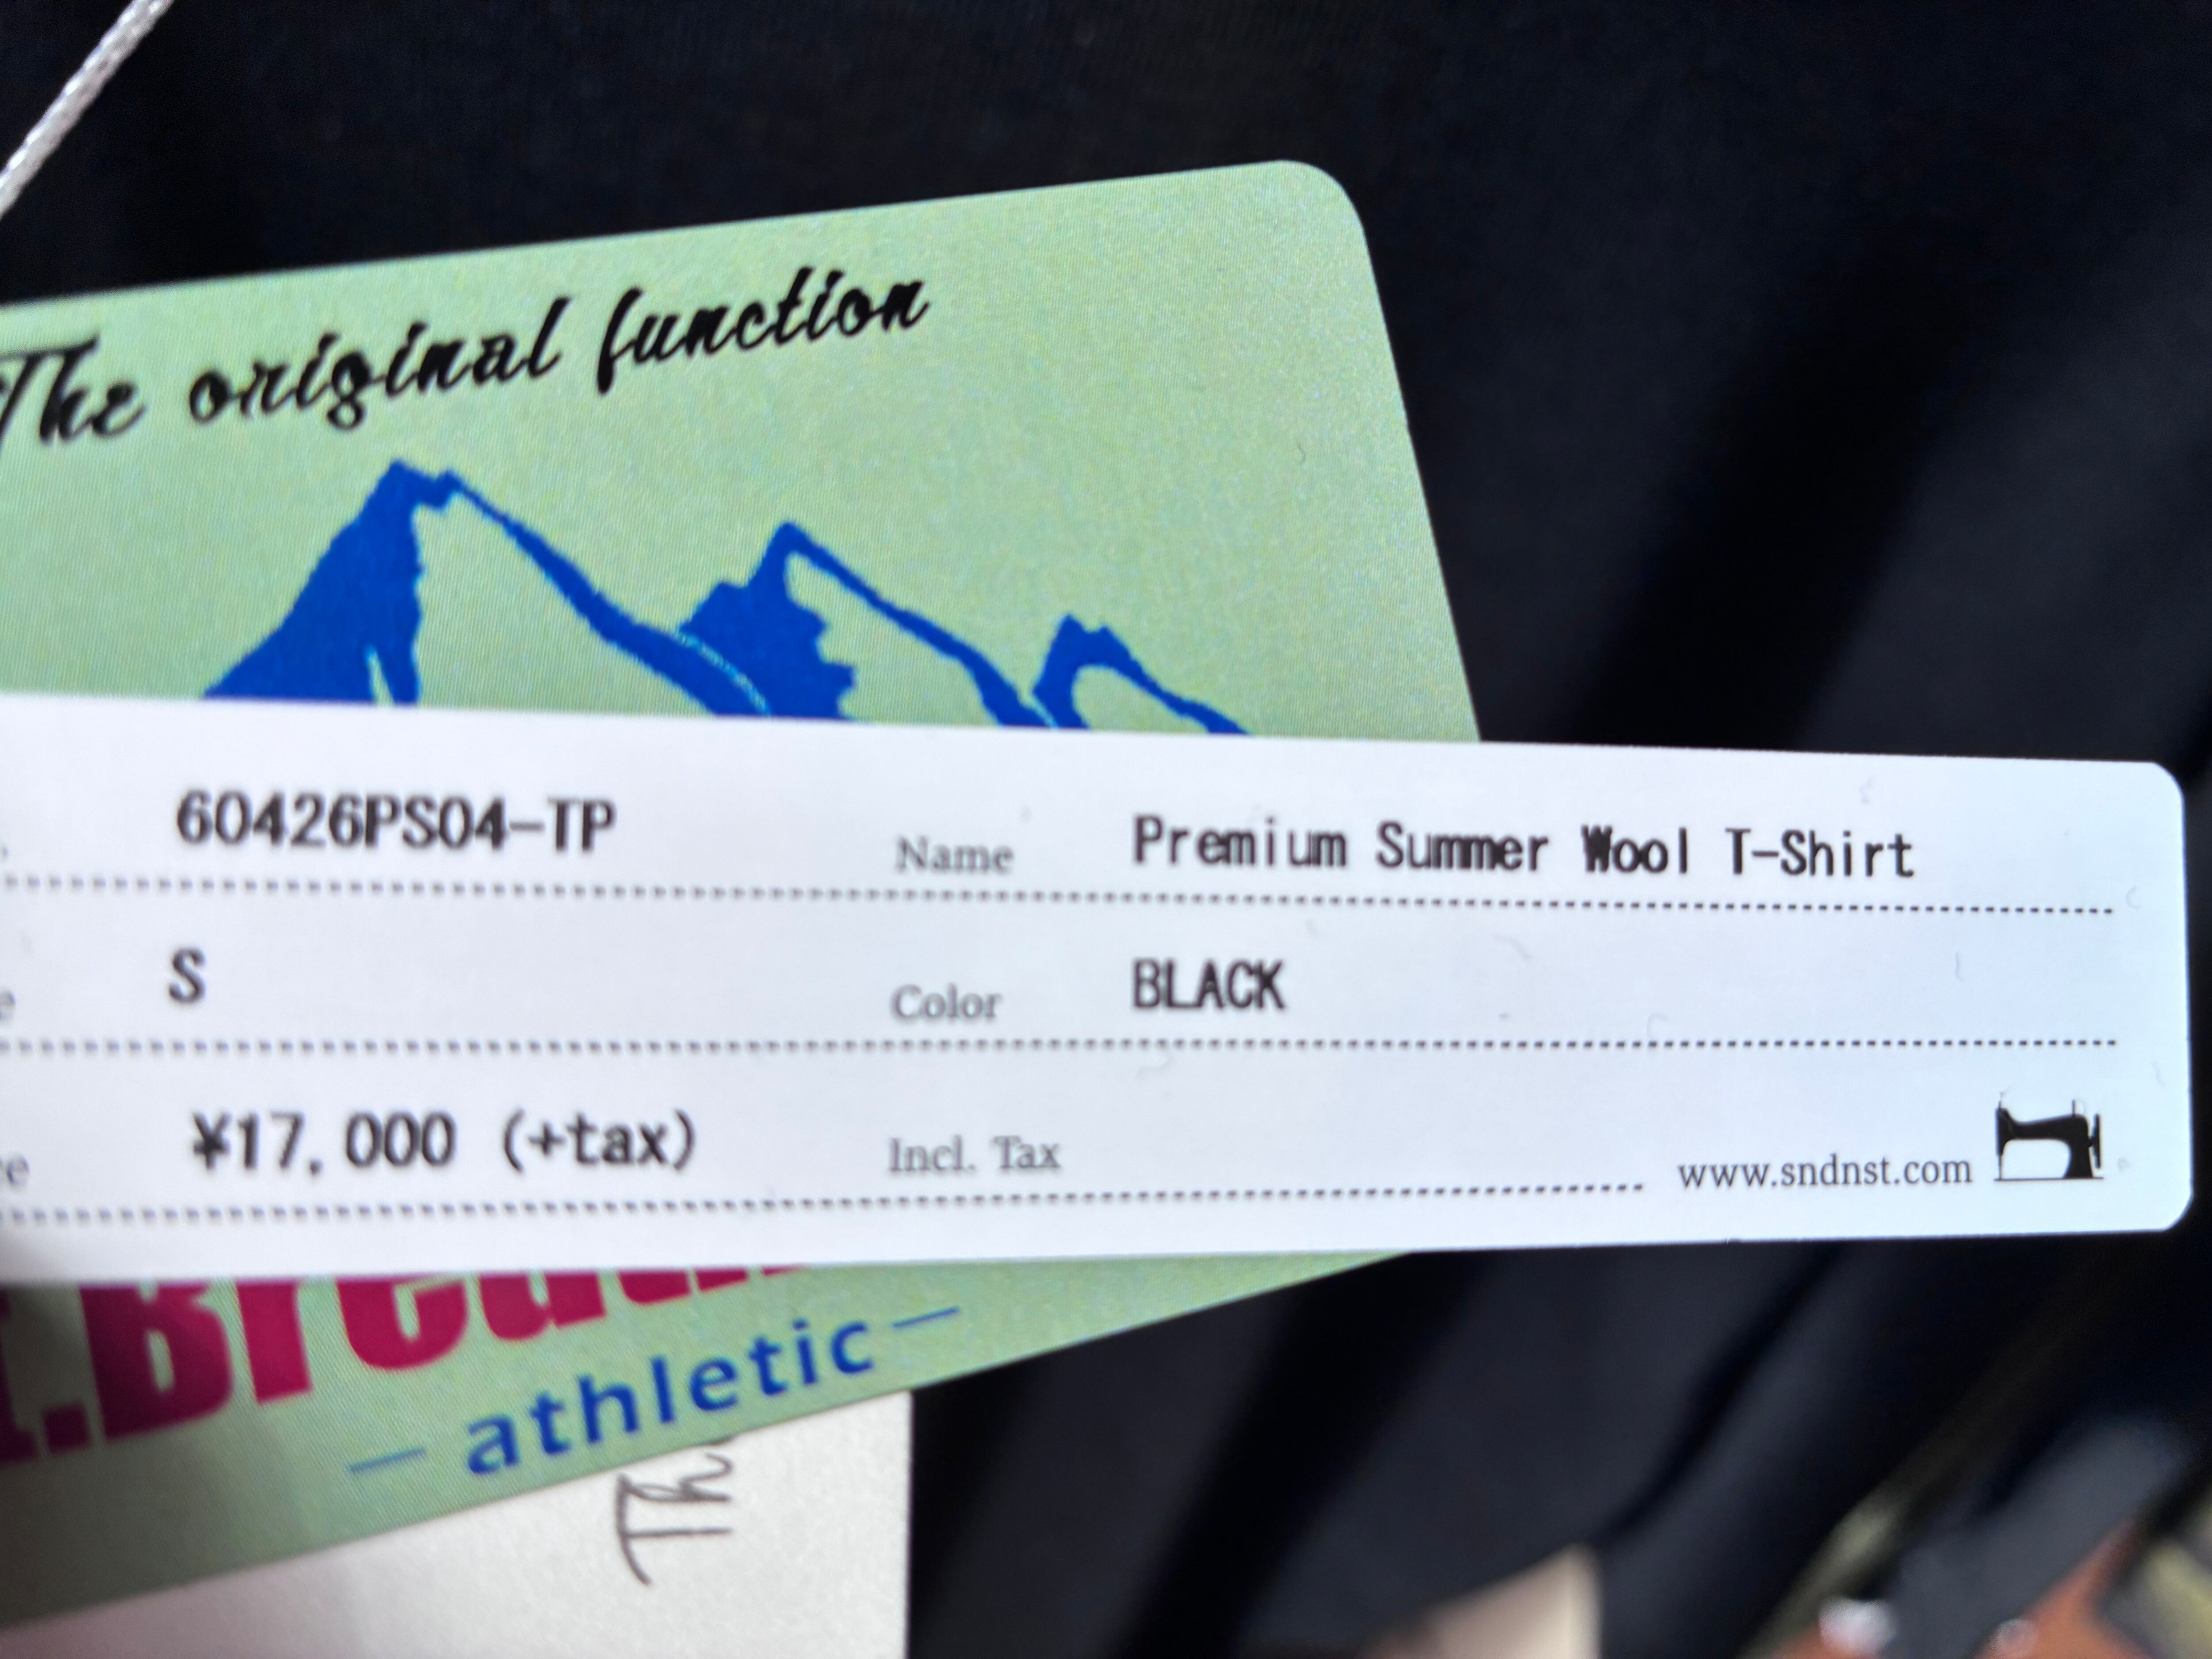 The original function
60426PS04-TP Name Premium Summer Wool T-Shirt
S Color BLACK
¥17,000 (+tax) Incl. Tax
www.sndnst.com
athletic